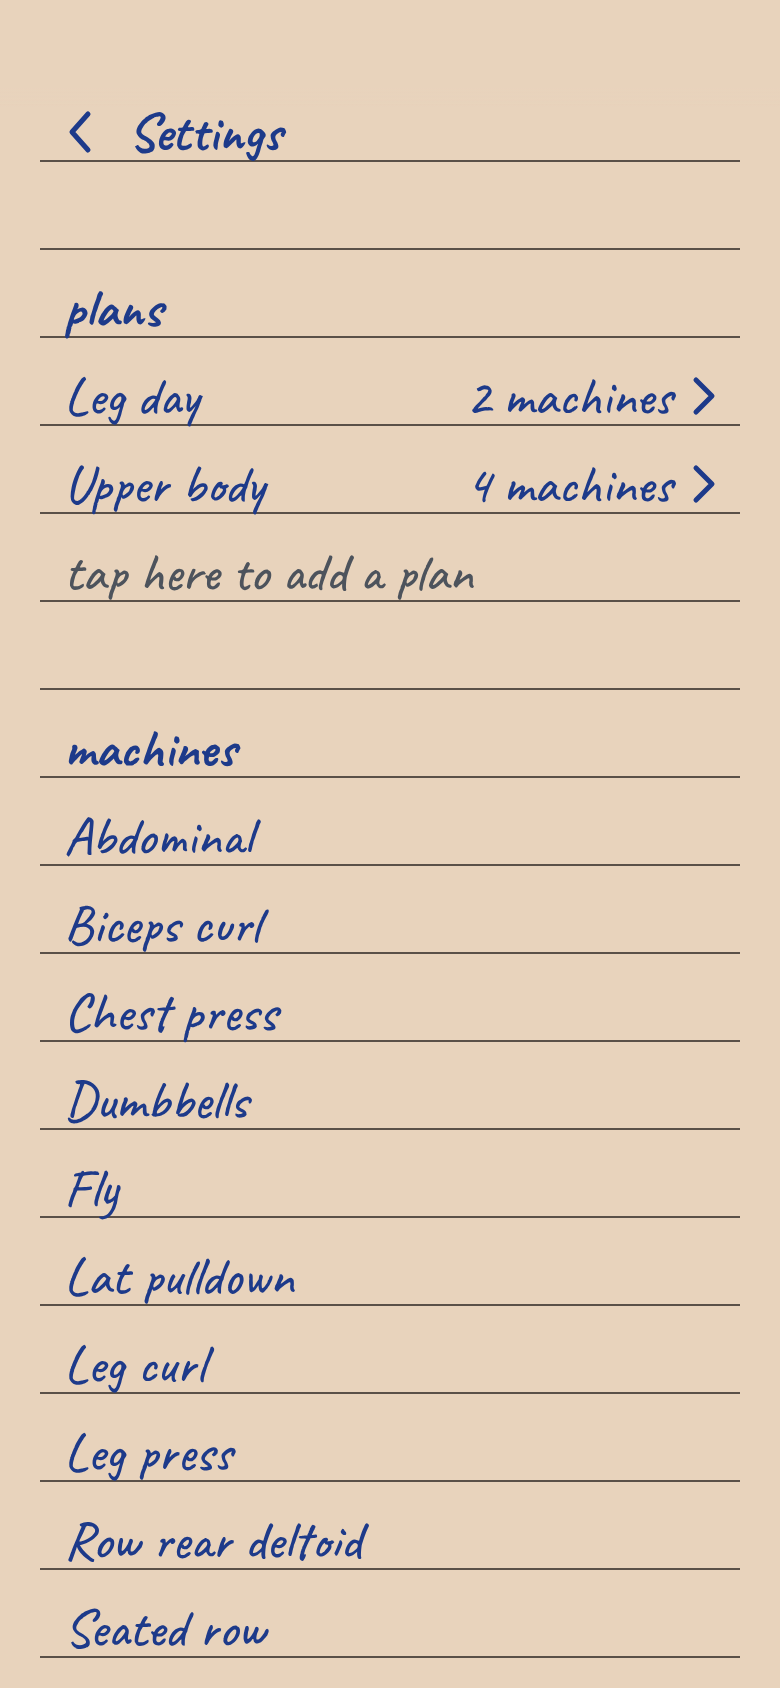 Settings
plans
Leg day 2 machines
Upper body 4 machines
tap here to add a plan
machines
Abdominal
Biceps curl
Chest press
Dumbbells
Fly
Lat pulldown
Leg curl
Leg press
Row rear deltoid
Seated row